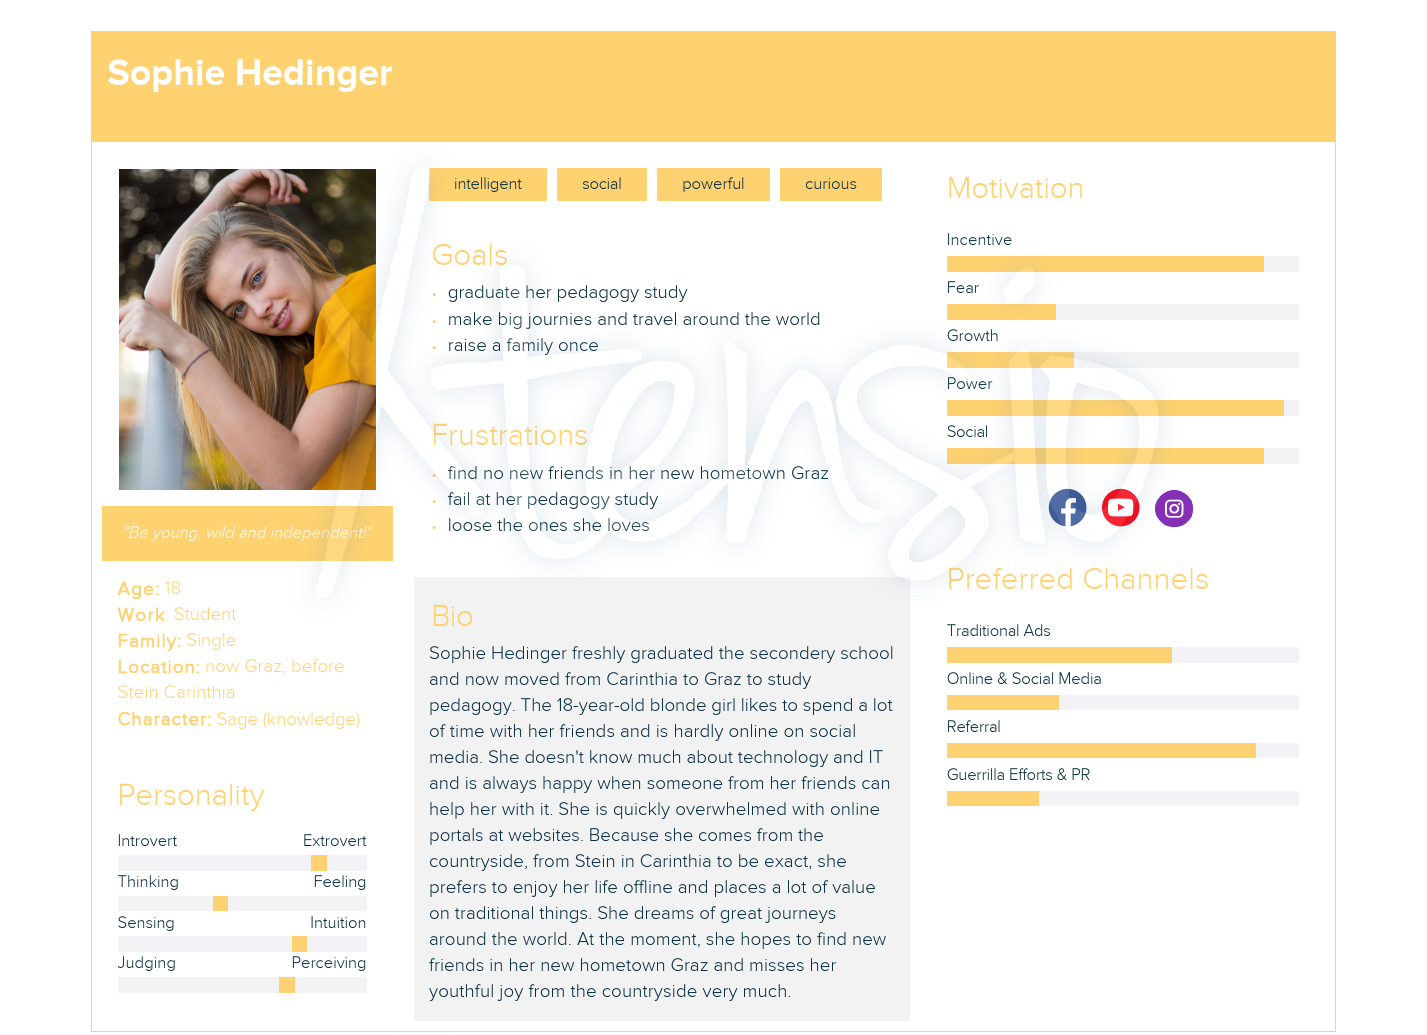 Sophie Hedinger
"Be young, wild and independent!"
Age: 18
Work Student
Family: Single
Location: now Graz, before
Stein Carinthia
Character: Sage (knowledge)
Personality
Introvert Extrovert
Thinking Feeling
Sensing Intuition
Judging Perceiving
intelligent social powerful curious
Goals
• graduate her pedagogy study
• make big journies and travel around the world
• raise a family once
Frustrations
• find no new friends in her new hometown Graz
• fail at her pedagogy study
• loose the ones she loves
Bio
Sophie Hedinger freshly graduated the secondery school
and now moved from Carinthia to Graz to study
pedagogy. The 18-year-old blonde girl likes to spend a lot
of time with her friends and is hardly online on social
media. She doesn't know much about technology and IT
and is always happy when someone from her friends can
help her with it. She is quickly overwhelmed with online
portals at websites. Because she comes from the
countryside, from Stein in Carinthia to be exact, she
prefers to enjoy her life offline and places a lot of value
on traditional things. She dreams of great journeys
around the world. At the moment, she hopes to find new
friends in her new hometown Graz and misses her
youthful joy from the countryside very much.
Motivation
Incentive
Fear
Growth
Power
Social
Preferred Channels
Traditional Ads
Online & Social Media
Referral
Guerrilla Efforts & PR
Xtensio